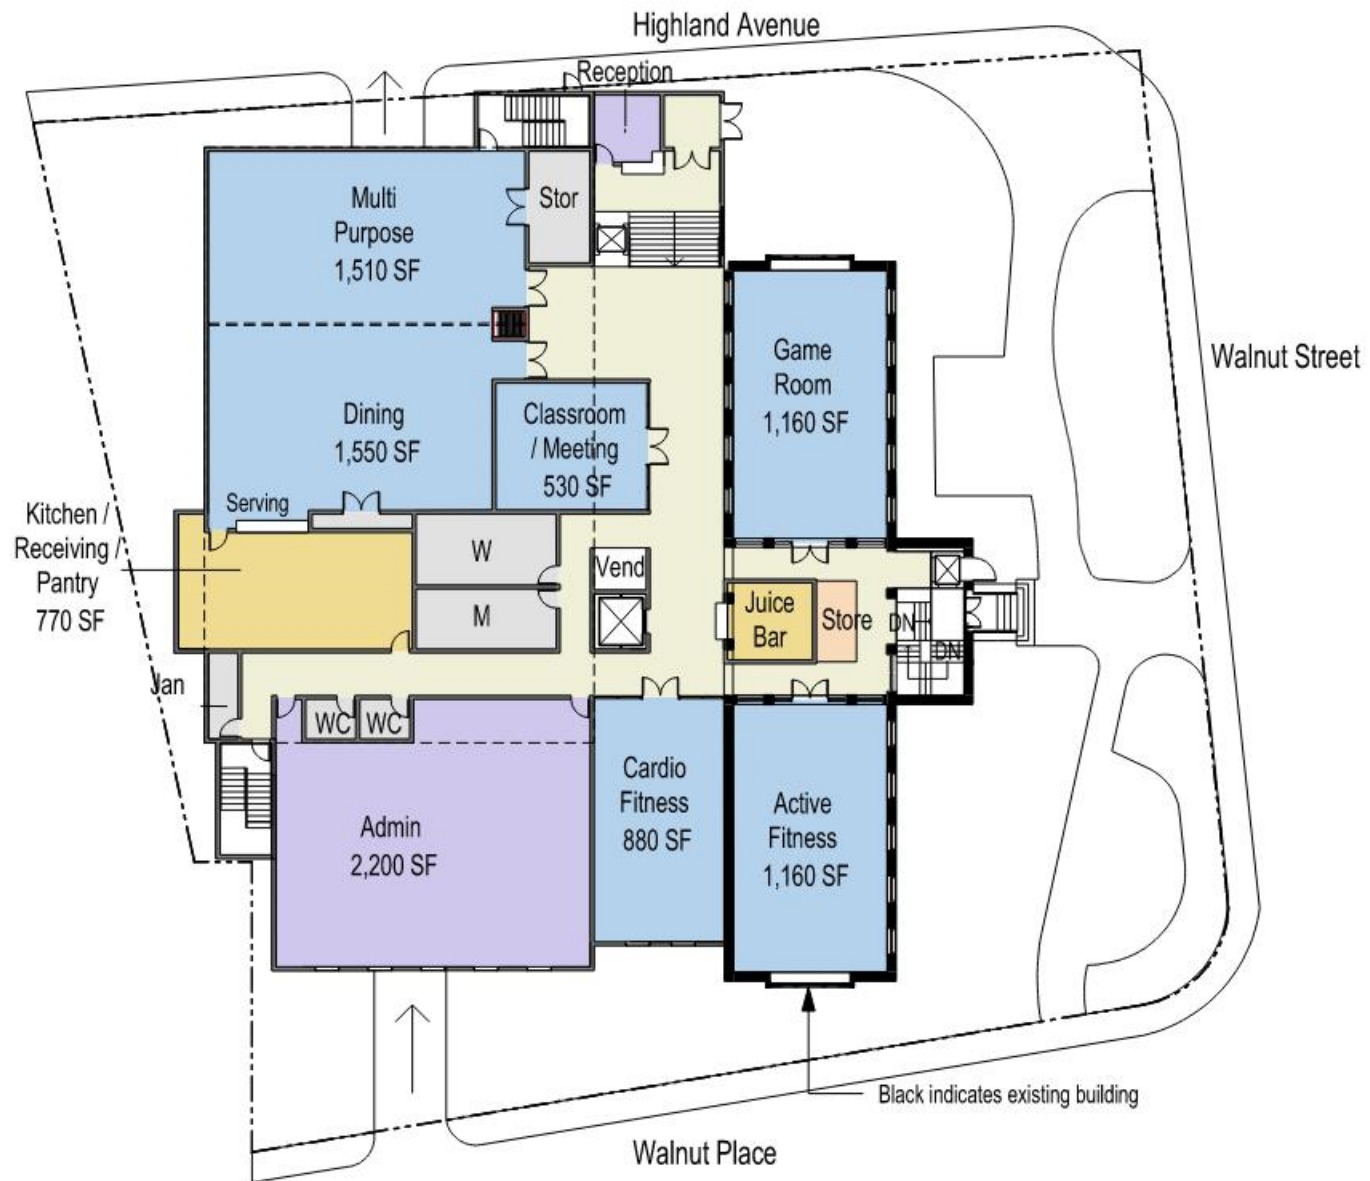 Highland Avenue
Reception
Multi
Purpose
1,510 SF
Stor
Game
Room
1,160 SF
Walnut Street
Dining
1,550 SF
Classroom
/ Meeting
530 SF
Serving
Kitchen /
Receiving /
Pantry
770 SF
W
Vend
M
Juice
Bar
Store
DN
DN
Jan
WC
WC
Admin
2,200 SF
Cardio
Fitness
880 SF
Active
Fitness
1,160 SF
Black indicates existing building
Walnut Place